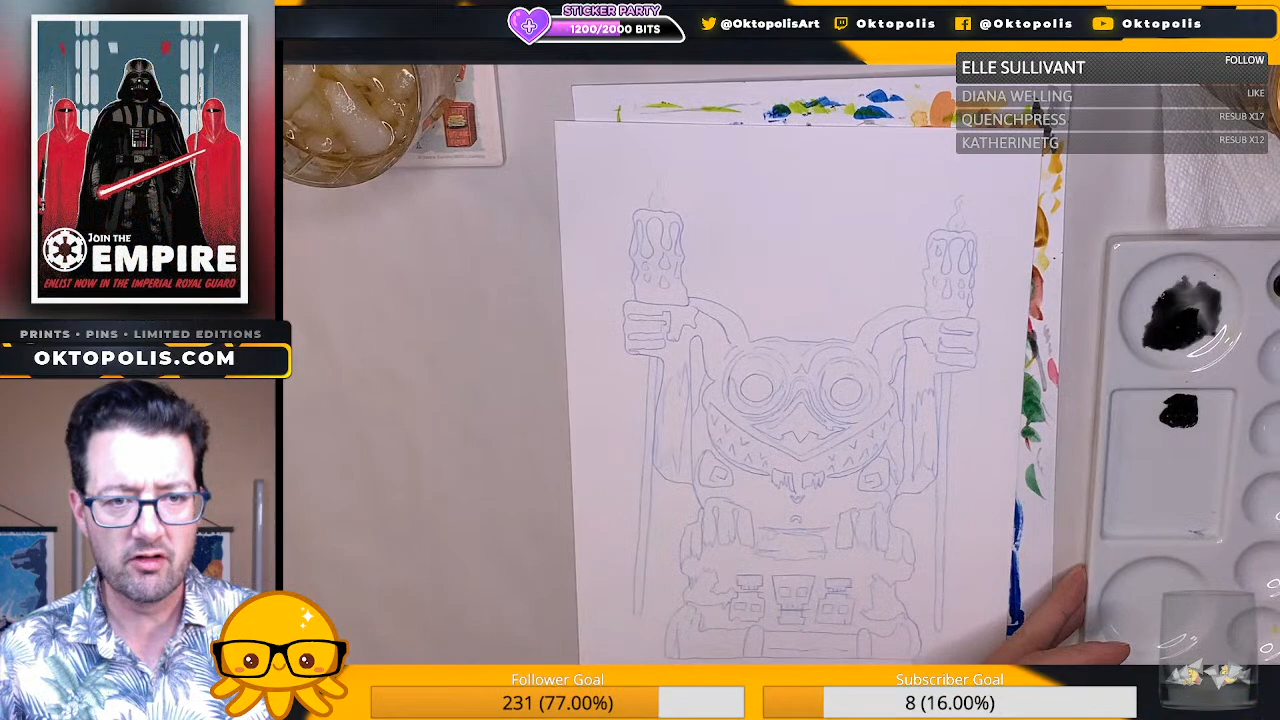 STICKER PARTY
1200/2000 BITS
@OktopolisArt
Oktopolis
@Oktopolis
Oktopolis
ELLE SULLIVANT
FOLLOW
DIANA WELLING
LIKE
QUENCHPRESS
RESUB X17
KATHERINETG
RESUB X12
JOIN THE
EMPIRE
ENLIST NOW IN THE IMPERIAL ROYAL GUARD
PRINTS • PINS • LIMITED EDITIONS
OKTOPOLIS.COM
Follower Goal
231 (77.00%)
Subscriber Goal
8 (16.00%)